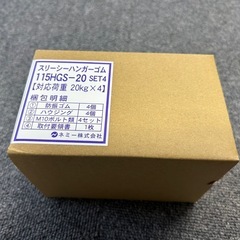 スリーシーハンガーゴム
115HGS-20 SET4
【対応荷重 20kg×4】
梱包明細
① 防振ゴム 4個
② ハウジング 4個
③ M10ボルト類 4セット
④ 取付要領書 1枚
ネミー株式会社